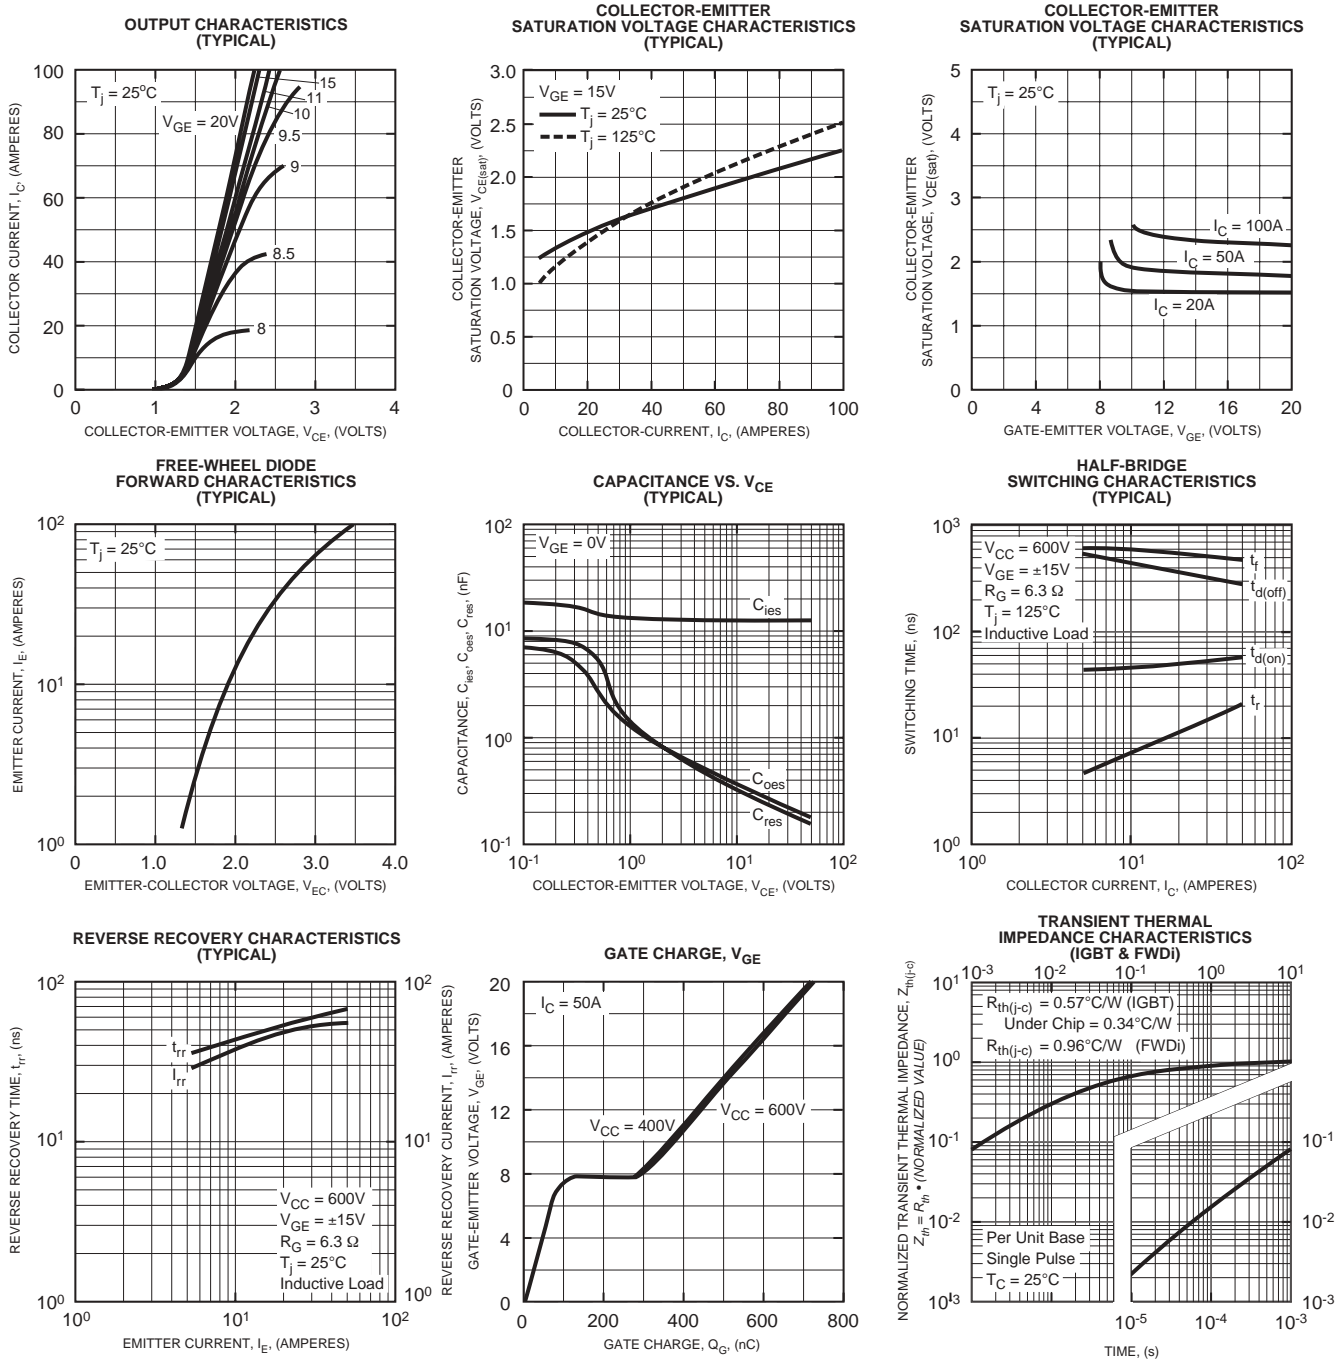 OUTPUT CHARACTERISTICS
(TYPICAL)
COLLECTOR CURRENT, IC, (AMPERES)
100
80
60
40
20
0
Tj = 25°C
VGE = 20V
15
11
10
9.5
9
8.5
8
0 1 2 3 4
COLLECTOR-EMITTER VOLTAGE, VCE, (VOLTS)
COLLECTOR-EMITTER
SATURATION VOLTAGE CHARACTERISTICS
(TYPICAL)
COLLECTOR-EMITTER
SATURATION VOLTAGE, VCE(sat), (VOLTS)
3.0
2.5
2.0
1.5
1.0
0.5
0
VGE = 15V
Tj = 25°C
Tj = 125°C
0 20 40 60 80 100
COLLECTOR-CURRENT, IC, (AMPERES)
COLLECTOR-EMITTER
SATURATION VOLTAGE CHARACTERISTICS
(TYPICAL)
COLLECTOR-EMITTER
SATURATION VOLTAGE, VCE(sat), (VOLTS)
5
4
3
2
1
0
Tj = 25°C
IC = 100A
IC = 50A
IC = 20A
0 4 8 12 16 20
GATE-EMITTER VOLTAGE, VGE, (VOLTS)
FREE-WHEEL DIODE
FORWARD CHARACTERISTICS
(TYPICAL)
EMITTER CURRENT, IE, (AMPERES)
10²
10¹
10⁰
Tj = 25°C
0 1.0 2.0 3.0 4.0
EMITTER-COLLECTOR VOLTAGE, VEC, (VOLTS)
CAPACITANCE VS. VCE
(TYPICAL)
CAPACITANCE, Cies, Coes, Cres, (nF)
10²
10¹
10⁰
10⁻¹
VGE = 0V
Cies
Coes
Cres
10⁻¹ 10⁰ 10¹ 10²
COLLECTOR-EMITTER VOLTAGE, VCE, (VOLTS)
HALF-BRIDGE
SWITCHING CHARACTERISTICS
(TYPICAL)
SWITCHING TIME, (ns)
10³
10²
10¹
10⁰
VCC = 600V
VGE = ±15V
RG = 6.3 Ω
Tj = 125°C
Inductive Load
tf
td(off)
td(on)
tr
10⁰ 10¹ 10²
COLLECTOR CURRENT, IC, (AMPERES)
REVERSE RECOVERY CHARACTERISTICS
(TYPICAL)
REVERSE RECOVERY TIME, trr, (ns)
10²
10¹
10⁰
trr
Irr
VCC = 600V
VGE = ±15V
RG = 6.3 Ω
Tj = 25°C
Inductive Load
10⁰ 10¹ 10²
EMITTER CURRENT, IE, (AMPERES)
10²
10¹
10⁰
REVERSE RECOVERY CURRENT, Irr, (AMPERES)
GATE CHARGE, VGE
GATE-EMITTER VOLTAGE, VGE, (VOLTS)
20
16
12
8
4
0
IC = 50A
VCC = 400V
VCC = 600V
0 200 400 600 800
GATE CHARGE, QG, (nC)
TRANSIENT THERMAL
IMPEDANCE CHARACTERISTICS
(IGBT & FWDi)
10⁻³ 10⁻² 10⁻¹ 10⁰ 10¹
NORMALIZED TRANSIENT THERMAL IMPEDANCE, Zth(j-c)
Zth = Rth • (NORMALIZED VALUE)
10¹
10⁰
10⁻¹
10⁻²
10⁻³
Rth(j-c) = 0.57°C/W (IGBT)
Under Chip = 0.34°C/W
Rth(j-c) = 0.96°C/W (FWDi)
Per Unit Base
Single Pulse
TC = 25°C
10⁻¹
10⁻²
10⁻³
10⁻⁵ 10⁻⁴ 10⁻³
TIME, (s)